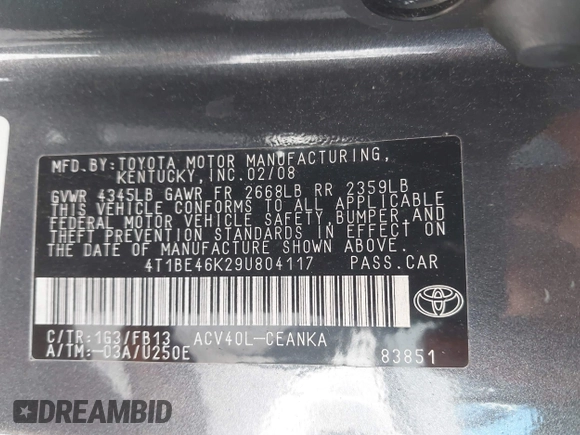 MFD.BY:TOYOTA MOTOR MANUFACTURING,
KENTUCKY, INC. 02/08
GVWR 4345LB GAWR FR 2668LB RR 2359LB
THIS VEHICLE CONFORMS TO ALL APPLICABLE
FEDERAL MOTOR VEHICLE SAFETY, BUMPER, AND
THEFT PREVENTION STANDARDS IN EFFECT ON
THE DATE OF MANUFACTURE SHOWN ABOVE.
4T1BE46K29U804117 PASS.CAR
C/TR:1G3/FB13 ACV40L-CEANKA
A/TM:-03A/U250E 83851
DREAMBID